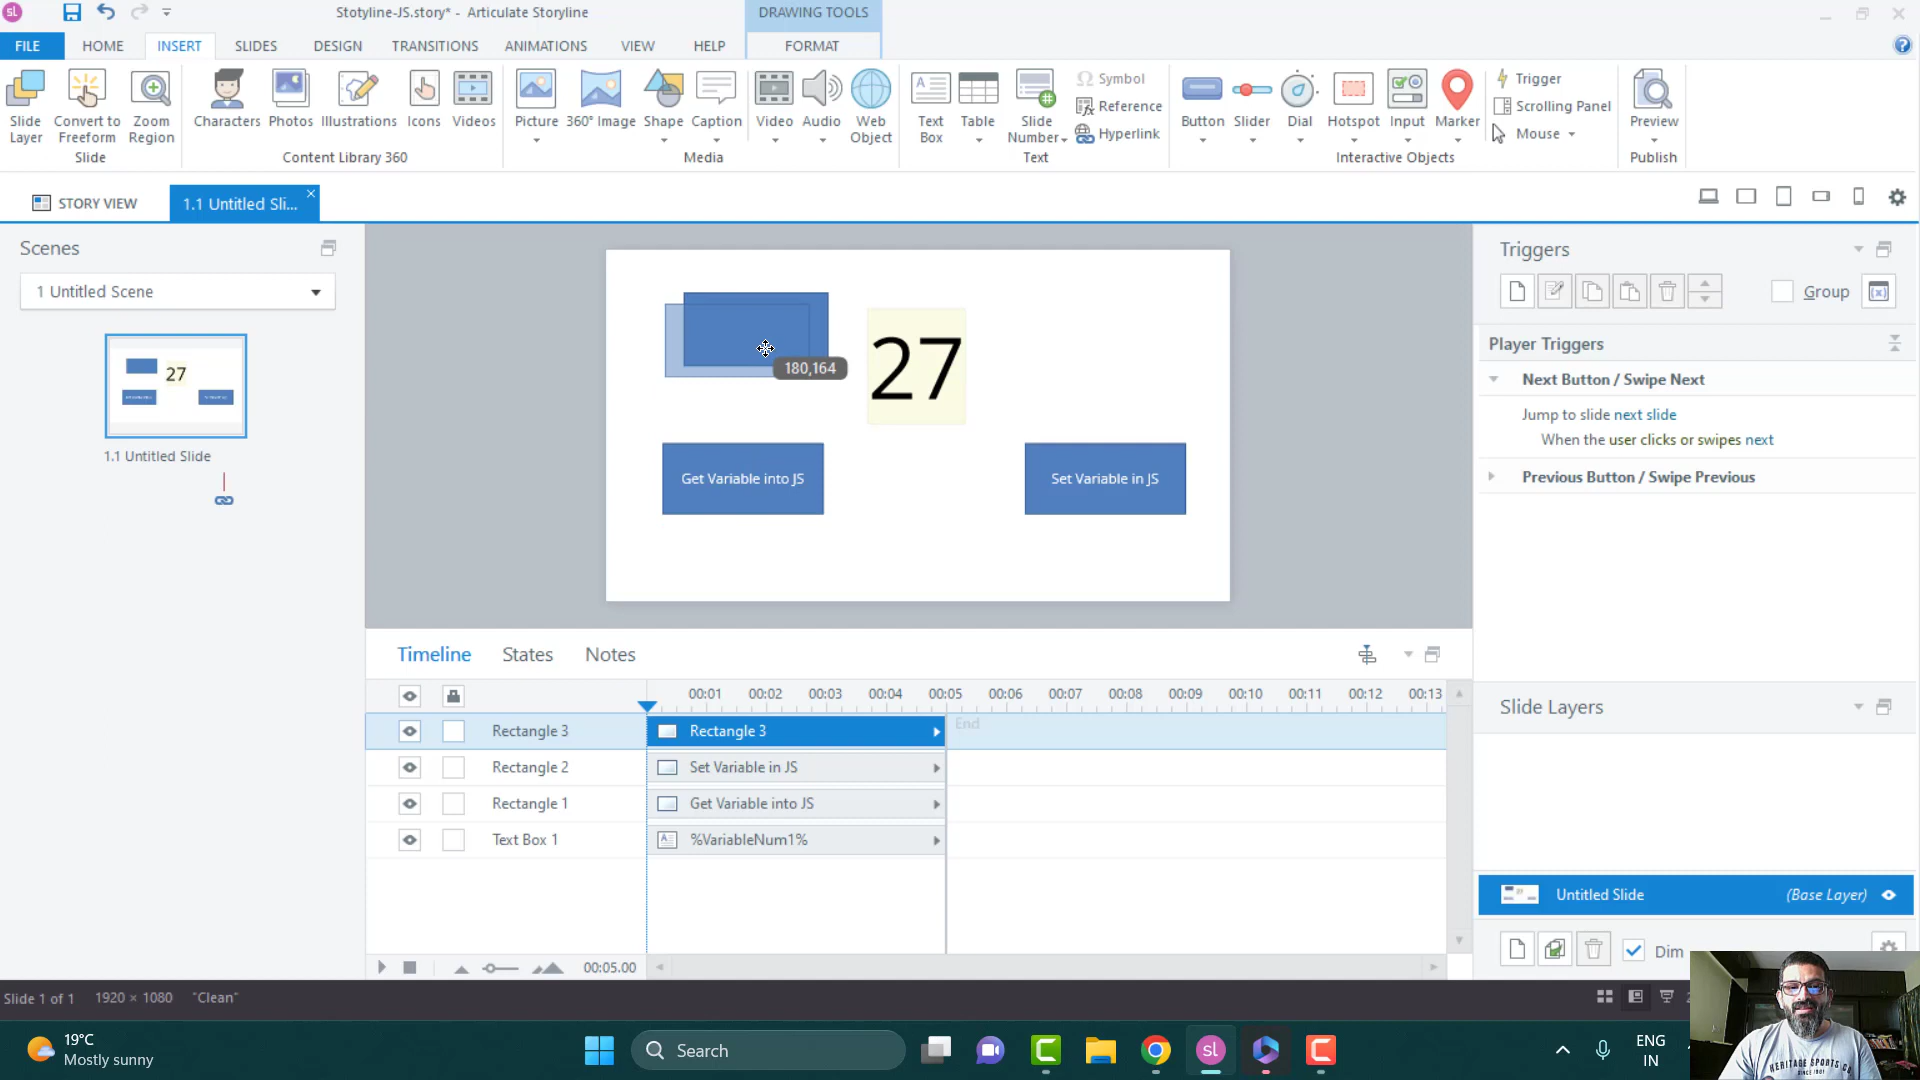 Stotyline-JS.story* - Articulate Storyline
DRAWING TOOLS
FILE HOME INSERT SLIDES DESIGN TRANSITIONS ANIMATIONS VIEW HELP FORMAT
Slide Layer
Convert to Freeform
Zoom Region
Slide
Characters
Photos
Illustrations
Icons
Videos
Content Library 360
Picture
360° Image
Shape
Caption
Video
Audio
Web Object
Media
Text Box
Table
Slide Number
Symbol
Reference
Hyperlink
Text
Button
Slider
Dial
Hotspot
Input
Marker
Trigger
Scrolling Panel
Mouse
Interactive Objects
Preview
Publish
STORY VIEW
1.1 Untitled Sli...
Scenes
1 Untitled Scene
27
1.1 Untitled Slide
180,164
27
Get Variable into JS
Set Variable in JS
Triggers
Group
Player Triggers
Next Button / Swipe Next
Jump to slide next slide
When the user clicks or swipes next
Previous Button / Swipe Previous
Timeline States Notes
00:01 00:02 00:03 00:04 00:05 00:06 00:07 00:08 00:09 00:10 00:11 00:12 00:13
Rectangle 3 Rectangle 3 End
Rectangle 2 Set Variable in JS
Rectangle 1 Get Variable into JS
Text Box 1 %VariableNum1%
00:05.00
Slide Layers
Untitled Slide (Base Layer)
Dim
Slide 1 of 1 1920 × 1080 "Clean"
19°C
Mostly sunny
Search
ENG
IN
HERITAGE SPORTS